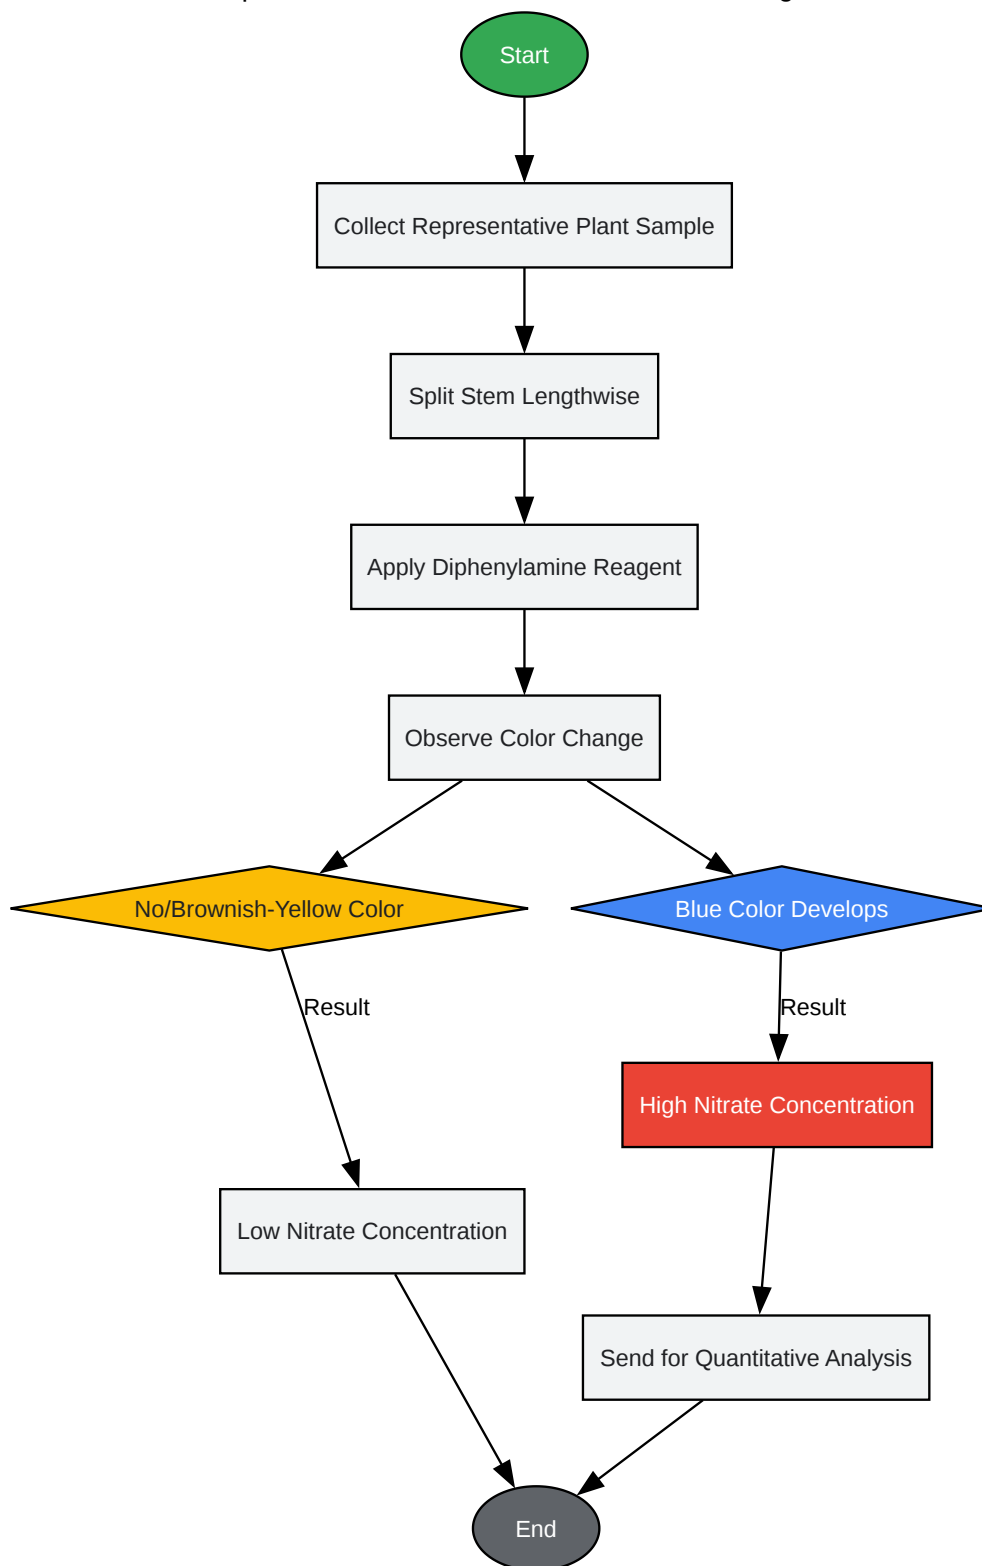 Start
Collect Representative Plant Sample
Split Stem Lengthwise
Apply Diphenylamine Reagent
Observe Color Change
No/Brownish-Yellow Color
Blue Color Develops
Result
Result
High Nitrate Concentration
Low Nitrate Concentration
Send for Quantitative Analysis
End